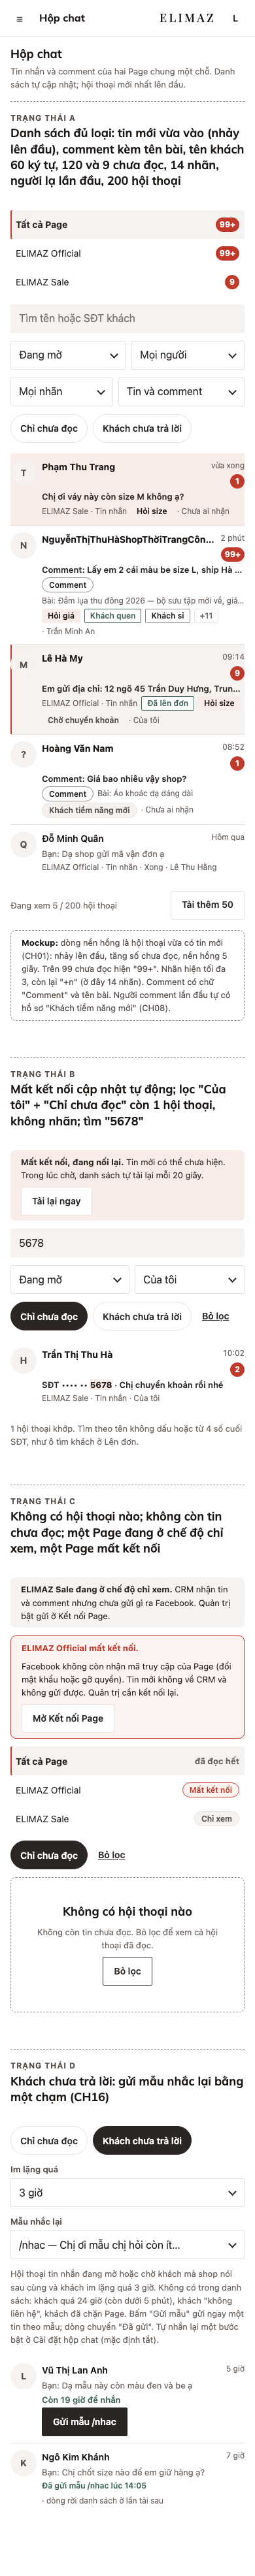 ≡ Hộp chat ELIMAZ L
Hộp chat
Tin nhắn và comment của hai Page chung một chỗ. Danh
sách tự cập nhật; hội thoại mới nhất lên đầu.
TRẠNG THÁI A
Danh sách đủ loại: tin mới vừa vào (nháy
lên đầu), comment kèm tên bài, tên khách
60 ký tự, 120 và 9 chưa đọc, 14 nhãn,
người lạ lần đầu, 200 hội thoại
Tất cả Page 99+
ELIMAZ Official 99+
ELIMAZ Sale 9
Tìm tên hoặc SĐT khách
Đang mở Mọi người
Mọi nhãn Tin và comment
Chỉ chưa đọc Khách chưa trả lời
T Phạm Thu Trang vừa xong
1
Chị ơi váy này còn size M không ạ?
ELIMAZ Sale · Tin nhắn Hỏi size · Chưa ai nhận
N NguyễnThịThuHàShopThờiTrangCôn... 2 phút
99+
Comment: Lấy em 2 cái màu be size L, ship Hà ...
Comment
Bài: Đầm lụa thu đông 2026 — bộ sưu tập mới về, giá...
Hỏi giá Khách quen Khách sỉ +11
· Trần Minh An
M Lê Hà My 09:14
9
Em gửi địa chỉ: 12 ngõ 45 Trần Duy Hưng, Trun...
ELIMAZ Official · Tin nhắn Đã lên đơn Hỏi size
Chờ chuyển khoản · Của tôi
? Hoàng Văn Nam 08:52
1
Comment: Giá bao nhiêu vậy shop?
Comment Bài: Áo khoác dạ dáng dài
Khách tiềm năng mới · Chưa ai nhận
Q Đỗ Minh Quân Hôm qua
Bạn: Dạ shop gửi mã vận đơn ạ
ELIMAZ Official · Tin nhắn · Xong · Lê Thu Hằng
Đang xem 5 / 200 hội thoại Tải thêm 50
Mockup: dòng nền hồng là hội thoại vừa có tin mới
(CH01): nháy lên đầu, tăng số chưa đọc, nền hồng 5
giây. Trên 99 chưa đọc hiện "99+". Nhãn hiện tối đa
3, còn lại "+n" (ở đây 14 nhãn). Comment có chữ
"Comment" và tên bài. Người comment lần đầu tự có
hồ sơ "Khách tiềm năng mới" (CH08).
TRẠNG THÁI B
Mất kết nối cập nhật tự động; lọc "Của
tôi" + "Chỉ chưa đọc" còn 1 hội thoại,
không nhãn; tìm "5678"
Mất kết nối, đang nối lại. Tin mới có thể chưa hiện.
Trong lúc chờ, danh sách tự tải lại mỗi 20 giây.
Tải lại ngay
5678
Đang mở Của tôi
Chỉ chưa đọc Khách chưa trả lời Bỏ lọc
H Trần Thị Thu Hà 10:02
2
SĐT •••• •• 5678 · Chị chuyển khoản rồi nhé
ELIMAZ Sale · Tin nhắn · Của tôi
1 hội thoại khớp. Tìm theo tên không dấu hoặc từ 4 số cuối
SĐT, như ô tìm khách ở Lên đơn.
TRẠNG THÁI C
Không có hội thoại nào; không còn tin
chưa đọc; một Page đang ở chế độ chỉ
xem, một Page mất kết nối
ELIMAZ Sale đang ở chế độ chỉ xem. CRM nhận tin
và comment nhưng chưa gửi gì ra Facebook. Quản trị
bật gửi ở Kết nối Page.
ELIMAZ Official mất kết nối.
Facebook không còn nhận mã truy cập của Page (đổi
mật khẩu hoặc gỡ quyền). Tin mới không về CRM và
không gửi được. Quản trị cần kết nối lại.
Mở Kết nối Page
Tất cả Page đã đọc hết
ELIMAZ Official Mất kết nối
ELIMAZ Sale Chỉ xem
Chỉ chưa đọc Bỏ lọc
Không có hội thoại nào
Không còn tin chưa đọc. Bỏ lọc để xem cả hội
thoại đã đọc.
Bỏ lọc
TRẠNG THÁI D
Khách chưa trả lời: gửi mẫu nhắc lại bằng
một chạm (CH16)
Chỉ chưa đọc Khách chưa trả lời
Im lặng quá
3 giờ
Mẫu nhắc lại
/nhac — Chị ơi mẫu chị hỏi còn ít...
Hội thoại tin nhắn đang mở hoặc chờ khách mà shop nói
sau cùng và khách im lặng quá 3 giờ. Không có trong danh
sách: khách quá 24 giờ (còn dưới 5 phút), khách "không
liên hệ", khách đã chặn Page. Bấm "Gửi mẫu" gửi ngay một
tin theo mẫu; dòng chuyển "Đã gửi". Tự nhắn lại một bước
bật ở Cài đặt hộp chat (mặc định tắt).
L Vũ Thị Lan Anh 5 giờ
Bạn: Dạ mẫu này còn màu đen và be ạ
Còn 19 giờ để nhắn
Gửi mẫu /nhac
K Ngô Kim Khánh 7 giờ
Bạn: Chị chốt size nào để em giữ hàng ạ?
Đã gửi mẫu /nhac lúc 14:05
· dòng rời danh sách ở lần tải sau